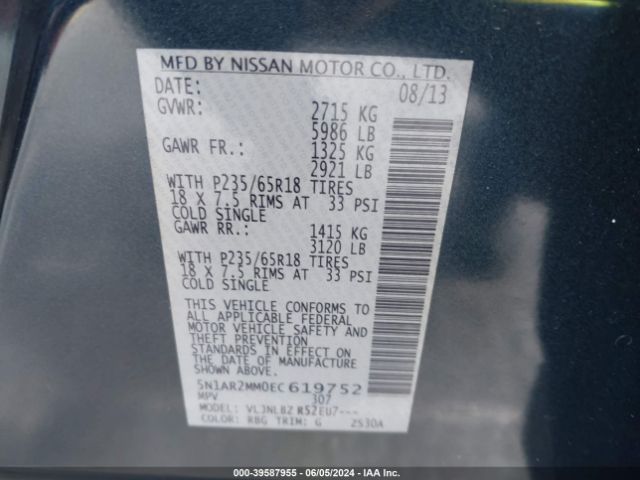 MFD BY NISSAN MOTOR CO., LTD.
DATE: 08/13
GVWR: 2715 KG
5986 LB
GAWR FR.: 1325 KG
2921 LB
WITH P235/65R18 TIRES
18 X 7.5 RIMS AT 33 PSI
COLD SINGLE
GAWR RR.: 1415 KG
3120 LB
WITH P235/65R18 TIRES
18 X 7.5 RIMS AT 33 PSI
COLD SINGLE
THIS VEHICLE CONFORMS TO
ALL APPLICABLE FEDERAL
MOTOR VEHICLE SAFETY AND
THEFT PREVENTION
STANDARDS IN EFFECT ON
THE DATE OF MANUFACTURE
SHOWN ABOVE.
5N1AR2MM0EC619752
MPV 307
MODEL: VLJNLBZ R52EU7---
COLOR: RBG TRIM: G 2S30A
000-39587955 - 06/05/2024 - IAA Inc.